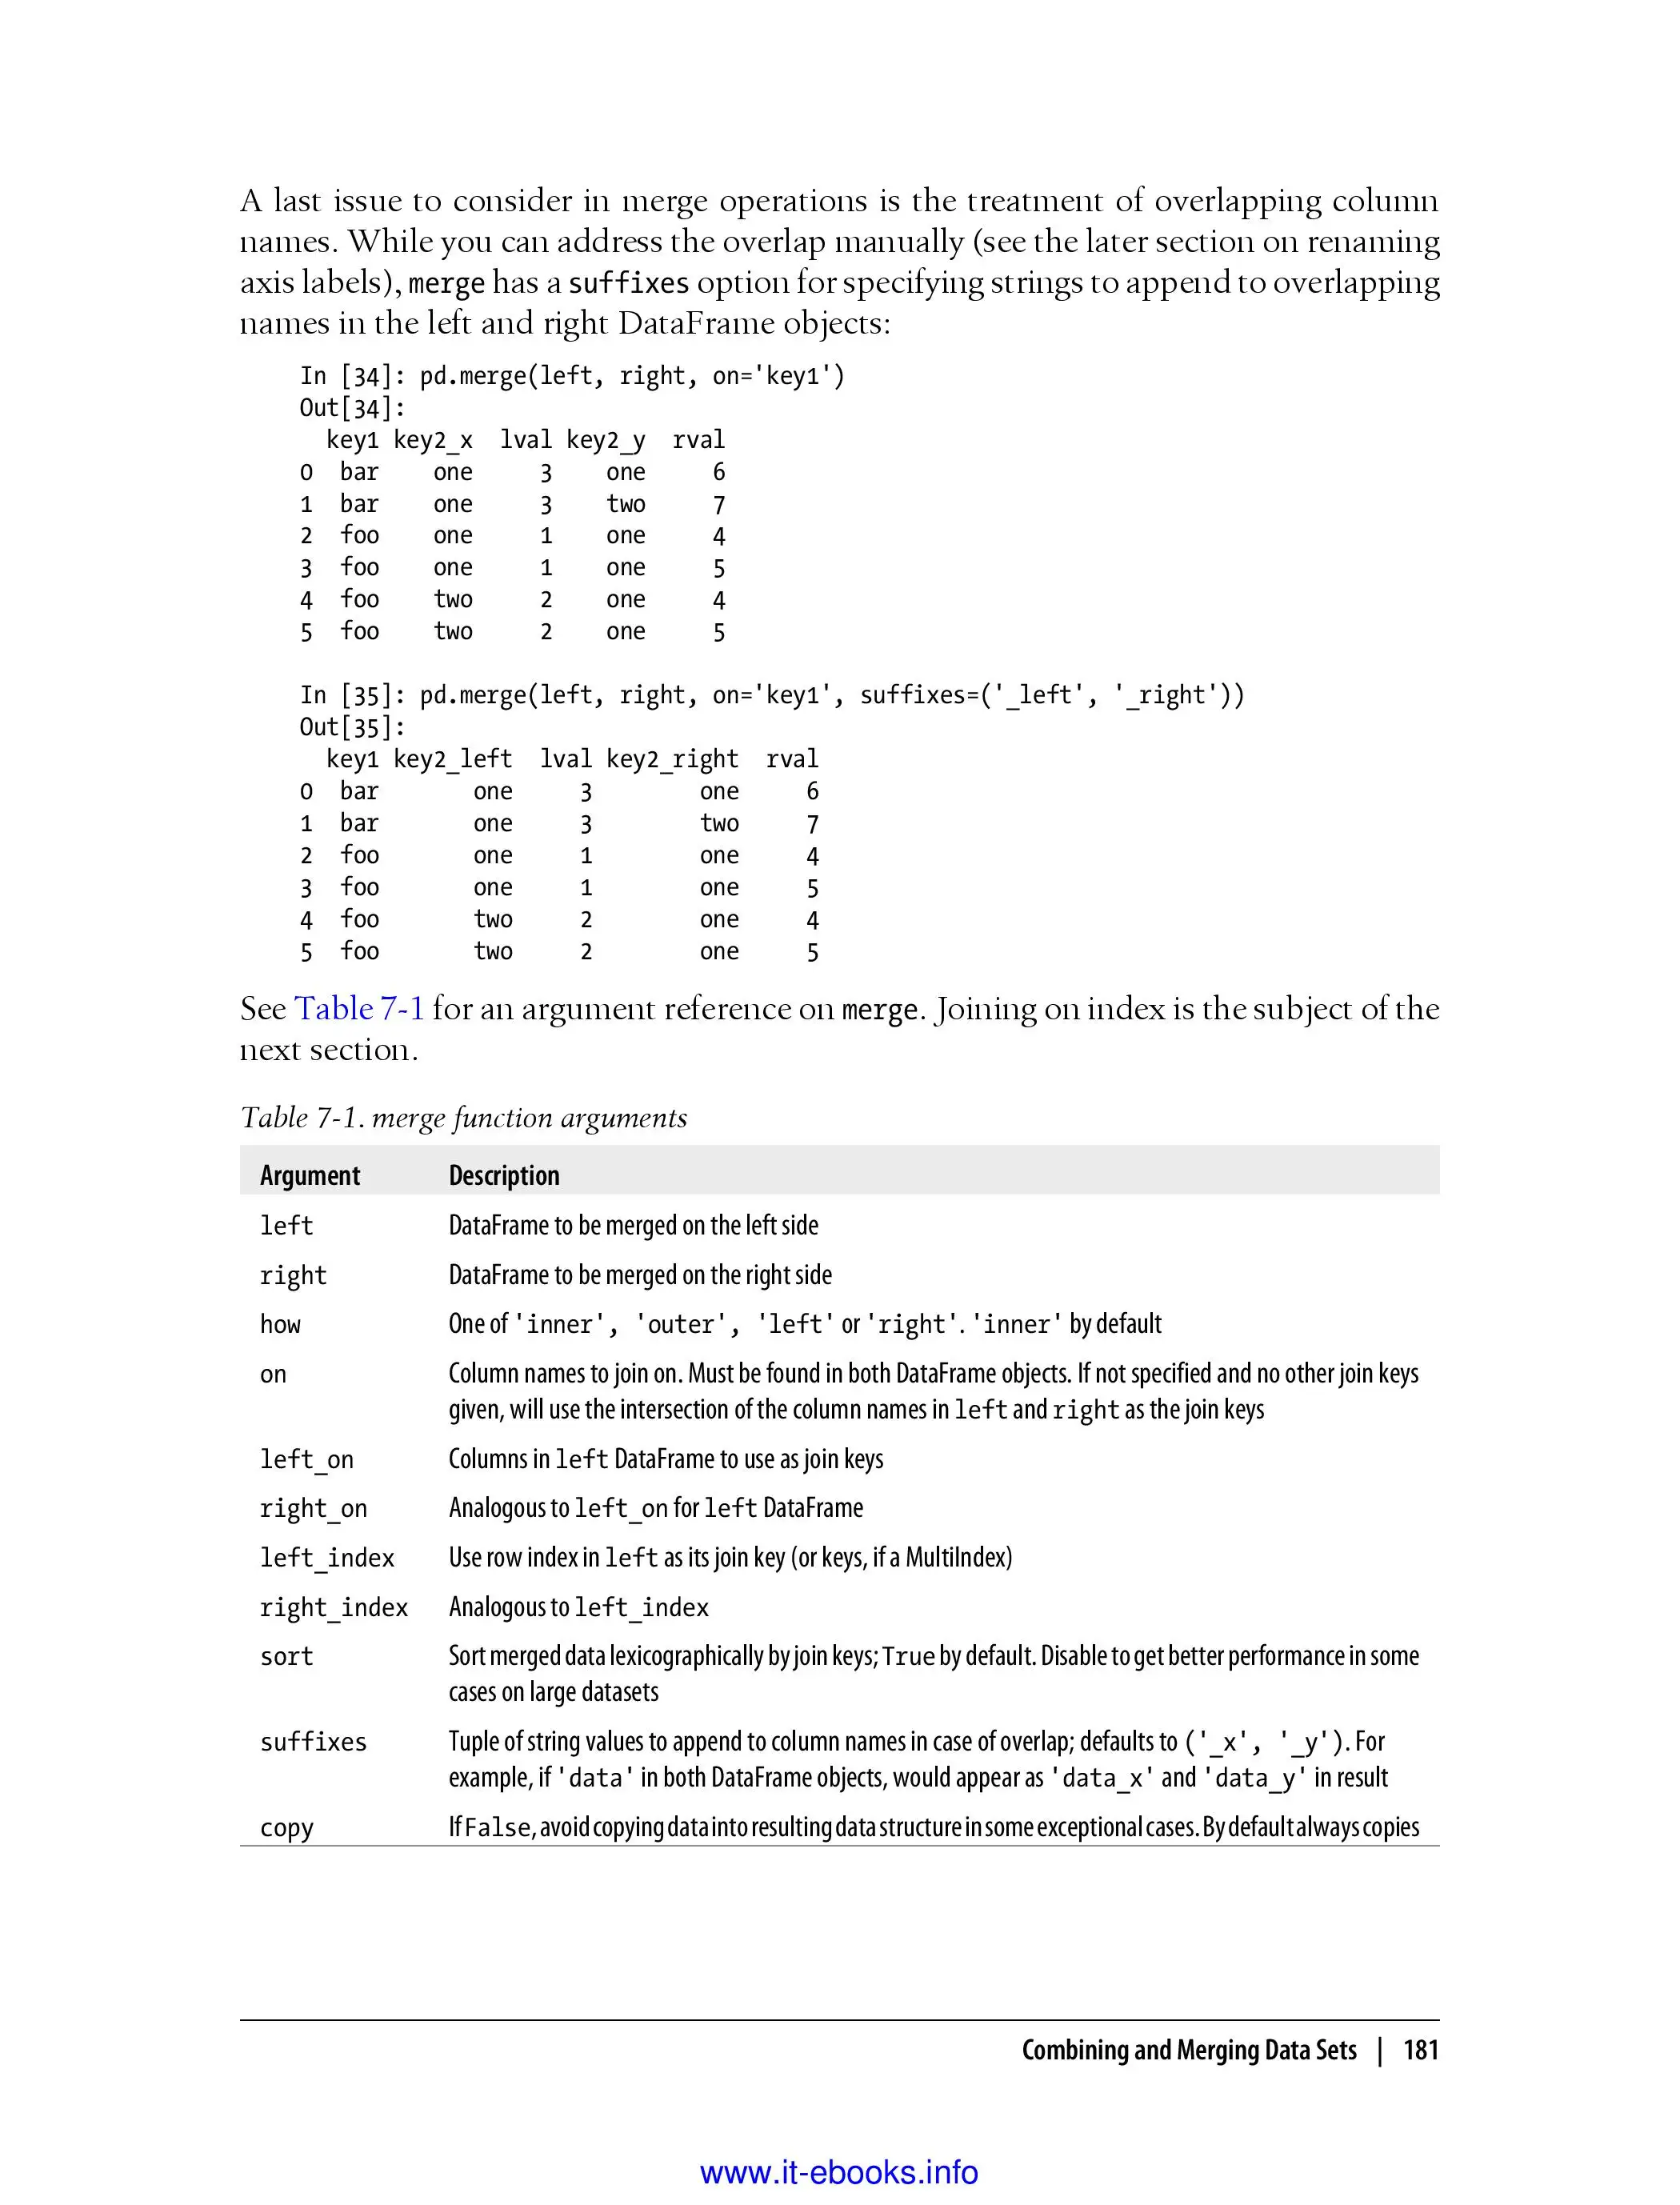 A last issue to consider in merge operations is the treatment of overlapping column
names. While you can address the overlap manually (see the later section on renaming
axis labels), merge has a suffixes option for specifying strings to append to overlapping
names in the left and right DataFrame objects:
In [34]: pd.merge(left, right, on='key1')
Out[34]:
  key1 key2_x  lval key2_y  rval
0  bar    one     3    one     6
1  bar    one     3    two     7
2  foo    one     1    one     4
3  foo    one     1    one     5
4  foo    two     2    one     4
5  foo    two     2    one     5
In [35]: pd.merge(left, right, on='key1', suffixes=('_left', '_right'))
Out[35]:
  key1 key2_left  lval key2_right  rval
0  bar       one     3        one     6
1  bar       one     3        two     7
2  foo       one     1        one     4
3  foo       one     1        one     5
4  foo       two     2        one     4
5  foo       two     2        one     5
See Table 7-1 for an argument reference on merge. Joining on index is the subject of the
next section.
Table 7-1. merge function arguments
Argument Description
left DataFrame to be merged on the left side
right DataFrame to be merged on the right side
how One of 'inner', 'outer', 'left' or 'right'. 'inner' by default
on Column names to join on. Must be found in both DataFrame objects. If not specified and no other join keys
given, will use the intersection of the column names in left and right as the join keys
left_on Columns in left DataFrame to use as join keys
right_on Analogous to left_on for left DataFrame
left_index Use row index in left as its join key (or keys, if a MultiIndex)
right_index Analogous to left_index
sort Sort merged data lexicographically by join keys; True by default. Disable to get better performance in some
cases on large datasets
suffixes Tuple of string values to append to column names in case of overlap; defaults to ('_x', '_y'). For
example, if 'data' in both DataFrame objects, would appear as 'data_x' and 'data_y' in result
copy If False, avoid copying data into resulting data structure in some exceptional cases. By default always copies
Combining and Merging Data Sets | 181
www.it-ebooks.info